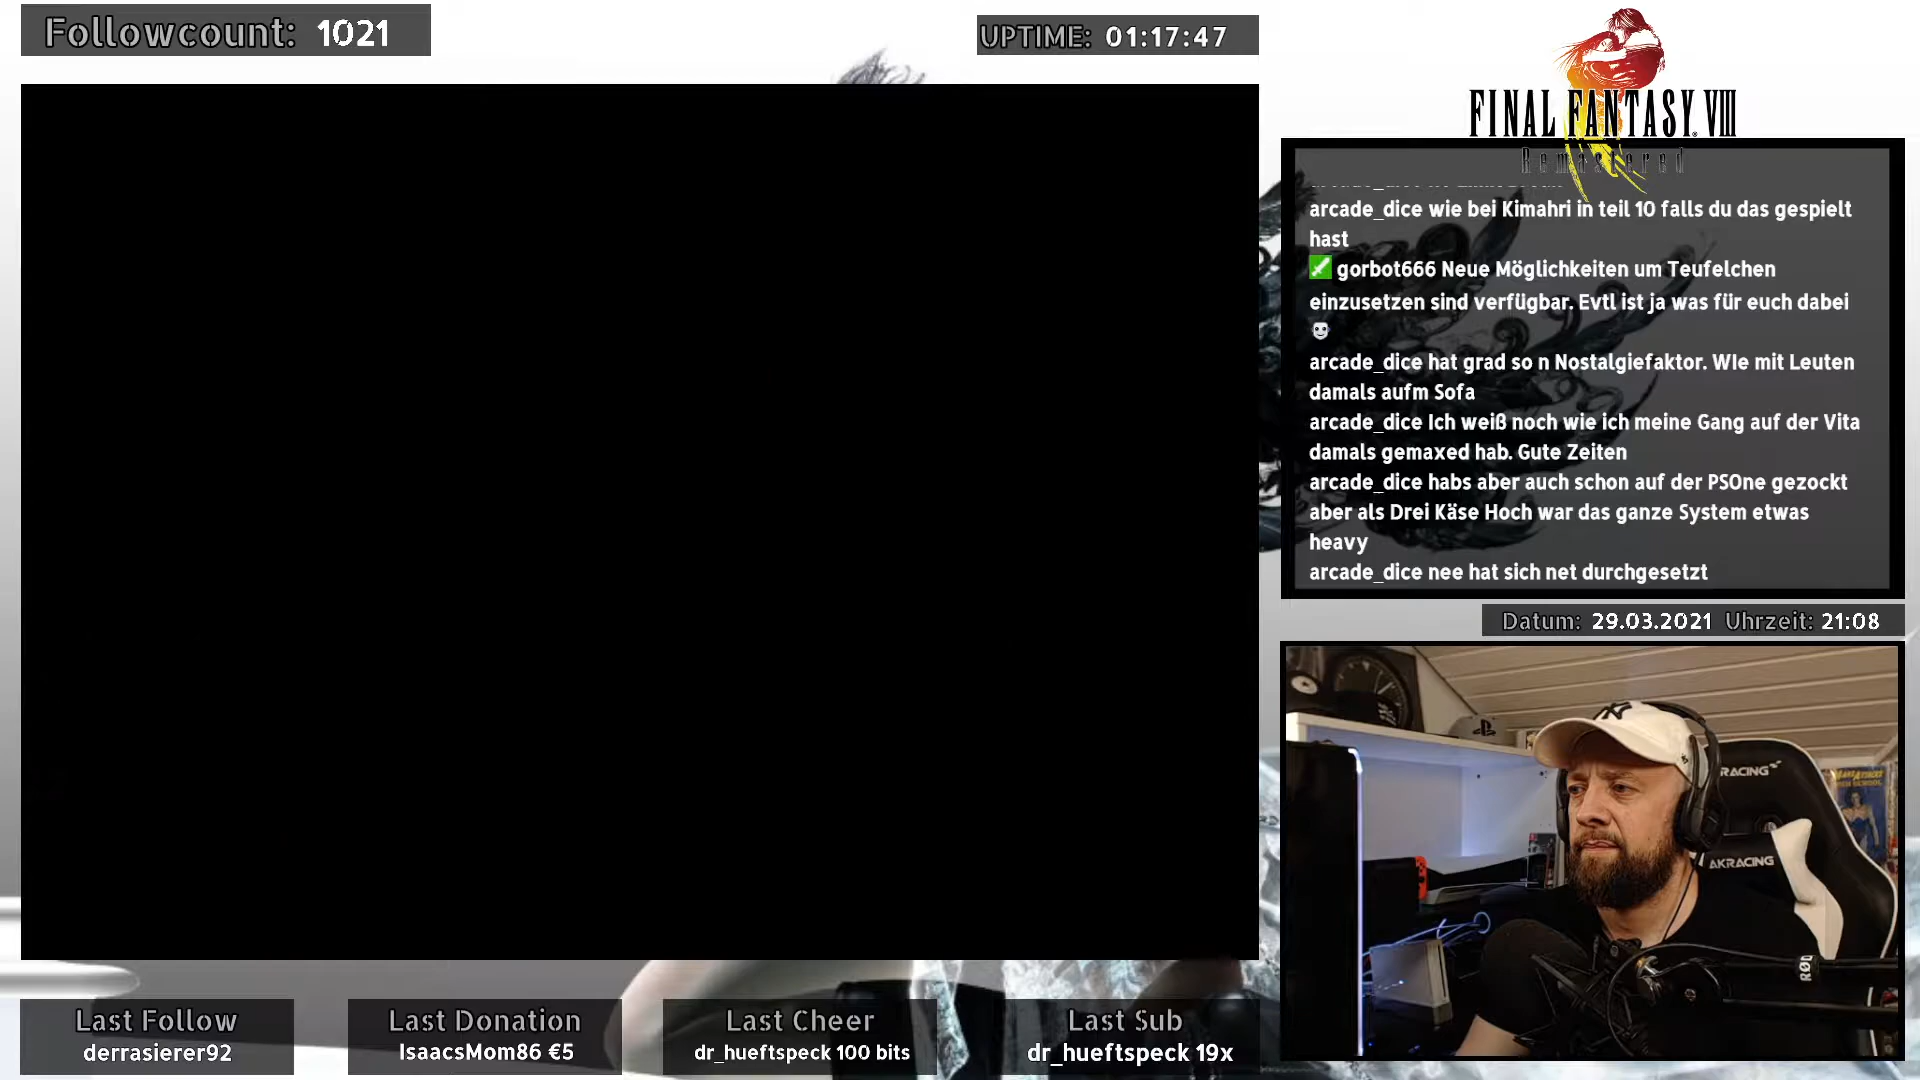 Followcount: 1021
UPTIME: 01:17:47
FINAL FANTASY VIII
Remastered
arcade_dice wie bei Kimahri in teil 10 falls du das gespielt
hast
gorbot666 Neue Möglichkeiten um Teufelchen
einzusetzen sind verfügbar. Evtl ist ja was für euch dabei
arcade_dice hat grad so n Nostalgiefaktor. WIe mit Leuten
damals aufm Sofa
arcade_dice Ich weiß noch wie ich meine Gang auf der Vita
damals gemaxed hab. Gute Zeiten
arcade_dice habs aber auch schon auf der PSOne gezockt
aber als Drei Käse Hoch war das ganze System etwas
heavy
arcade_dice nee hat sich net durchgesetzt
Datum: 29.03.2021 Uhrzeit: 21:08
NY
RACING
AKRACING
RØD
Last Follow
derrasierer92
Last Donation
IsaacsMom86 €5
Last Cheer
dr_hueftspeck 100 bits
Last Sub
dr_hueftspeck 19x